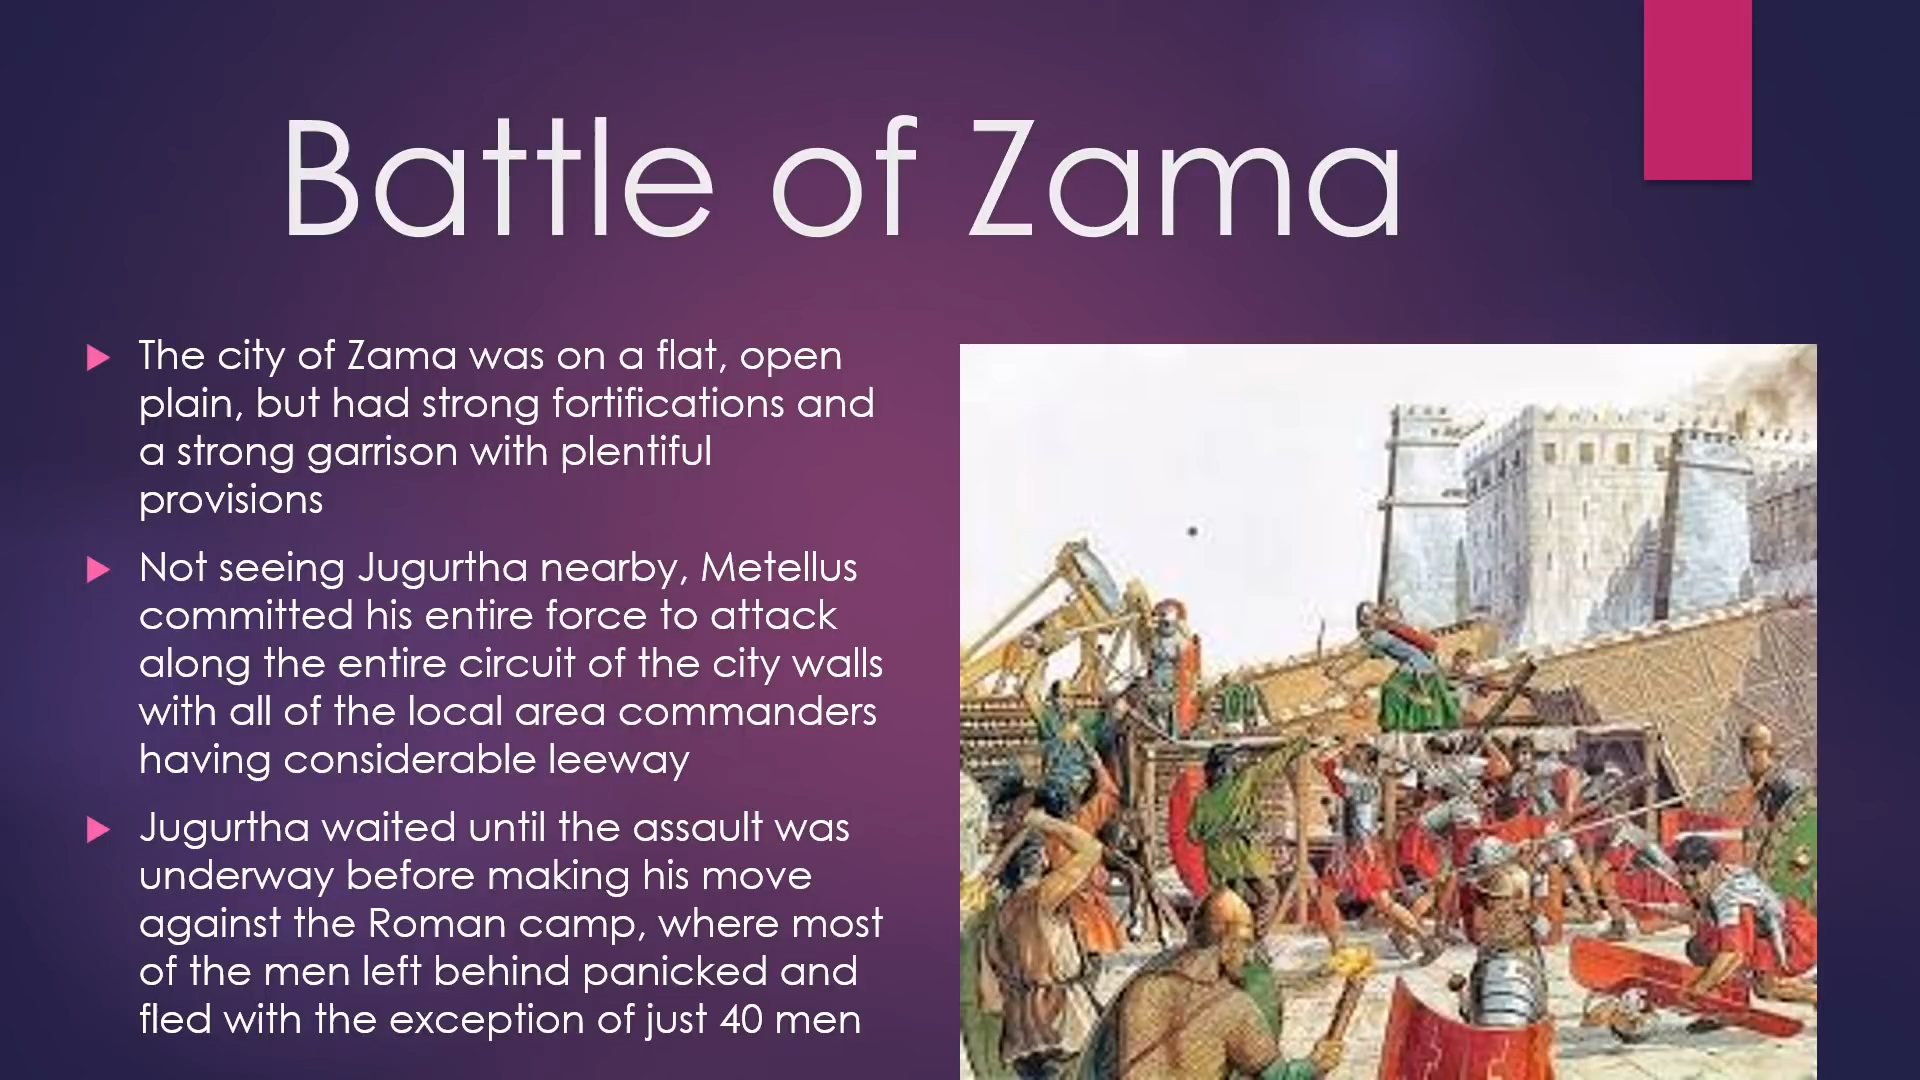 Battle of Zama
The city of Zama was on a flat, open
plain, but had strong fortifications and
a strong garrison with plentiful
provisions
Not seeing Jugurtha nearby, Metellus
committed his entire force to attack
along the entire circuit of the city walls
with all of the local area commanders
having considerable leeway
Jugurtha waited until the assault was
underway before making his move
against the Roman camp, where most
of the men left behind panicked and
fled with the exception of just 40 men